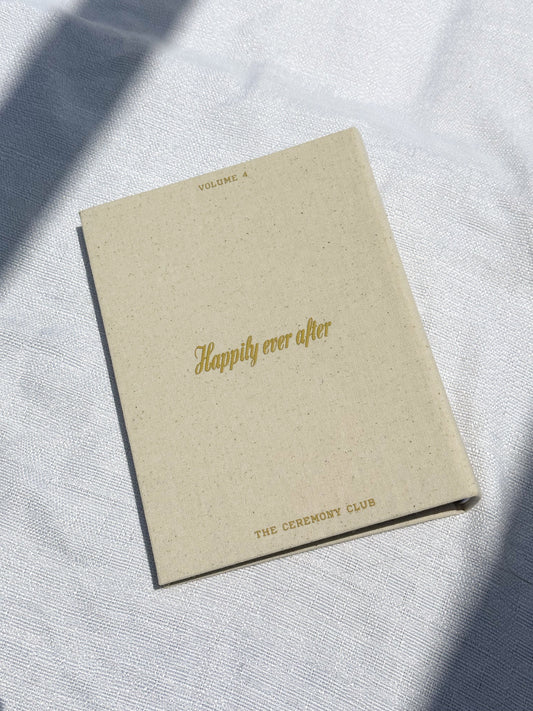 VOLUME 4
Happily ever after
THE CEREMONY CLUB